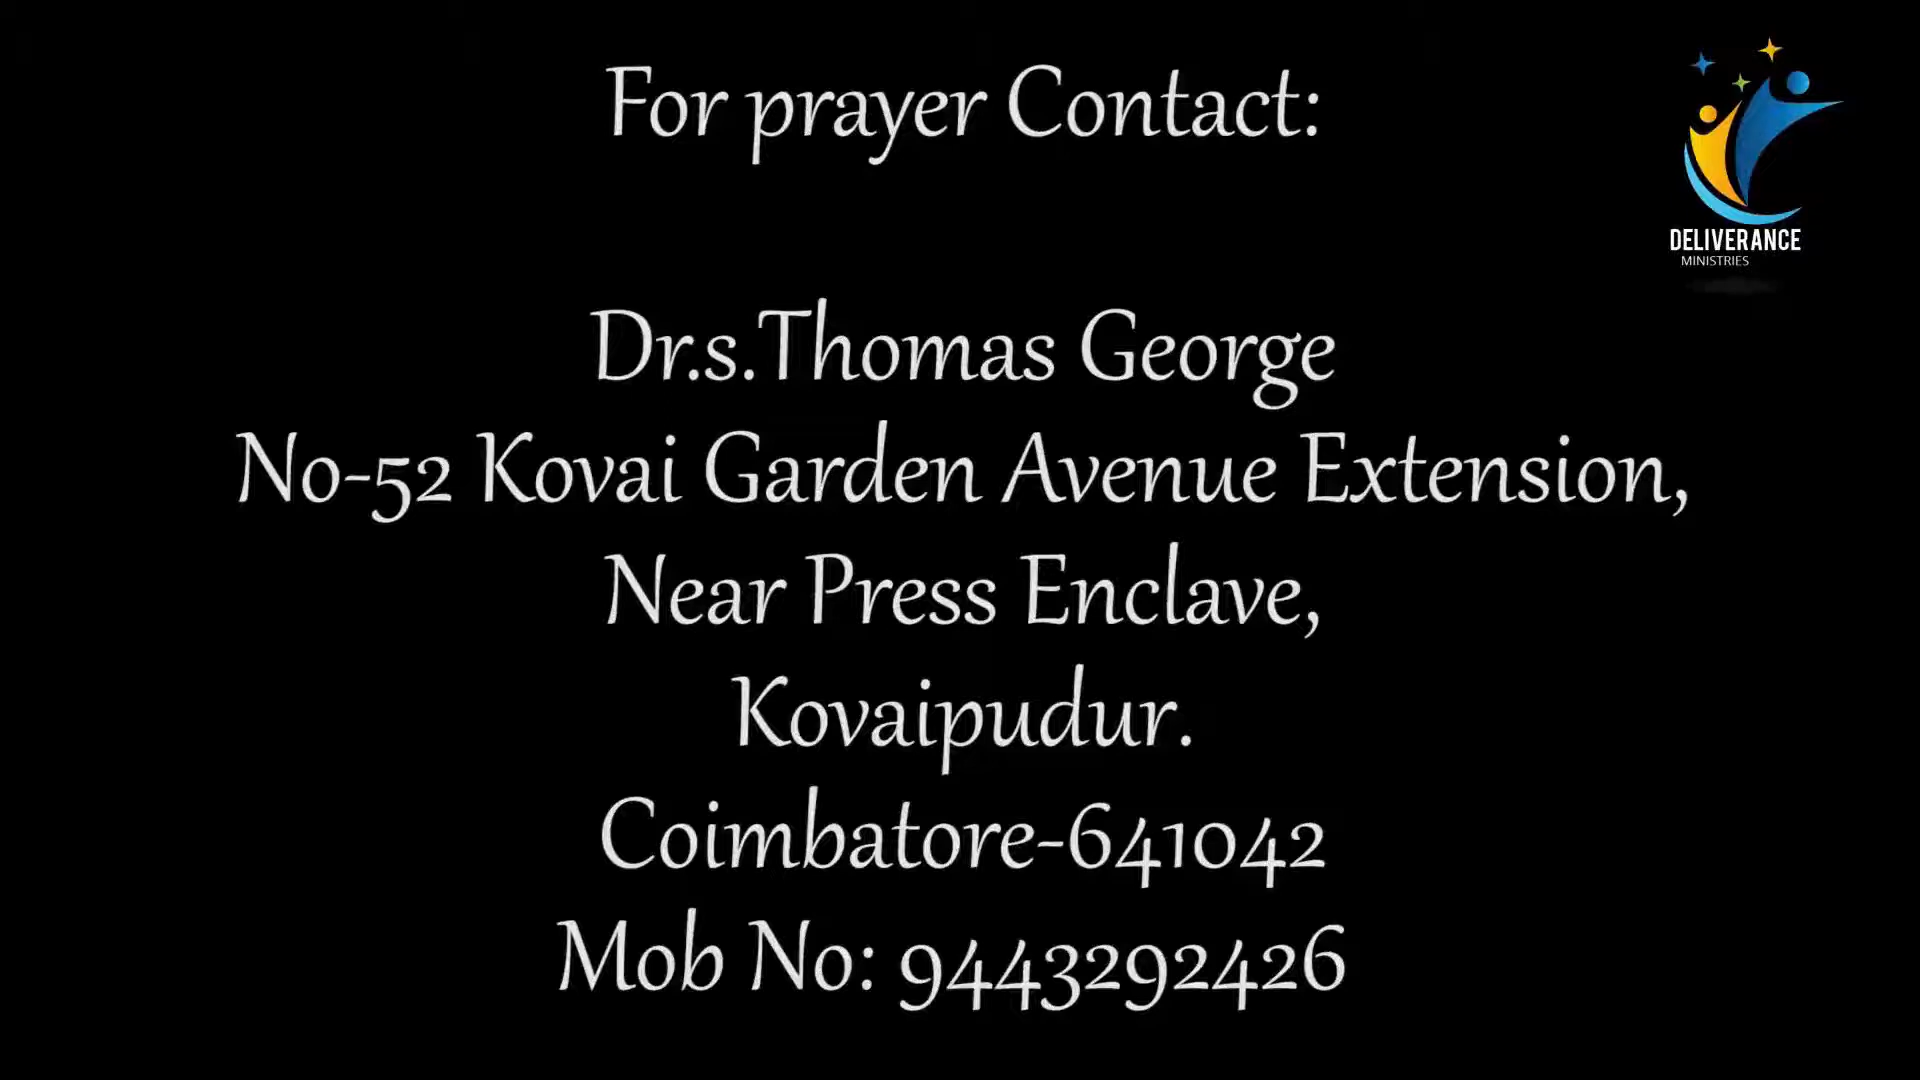 For prayer Contact:
DELIVERANCE
MINISTRIES
Dr.s.Thomas George
No-52 Kovai Garden Avenue Extension,
Near Press Enclave,
Kovaipudur.
Coimbatore-641042
Mob No: 9443292426